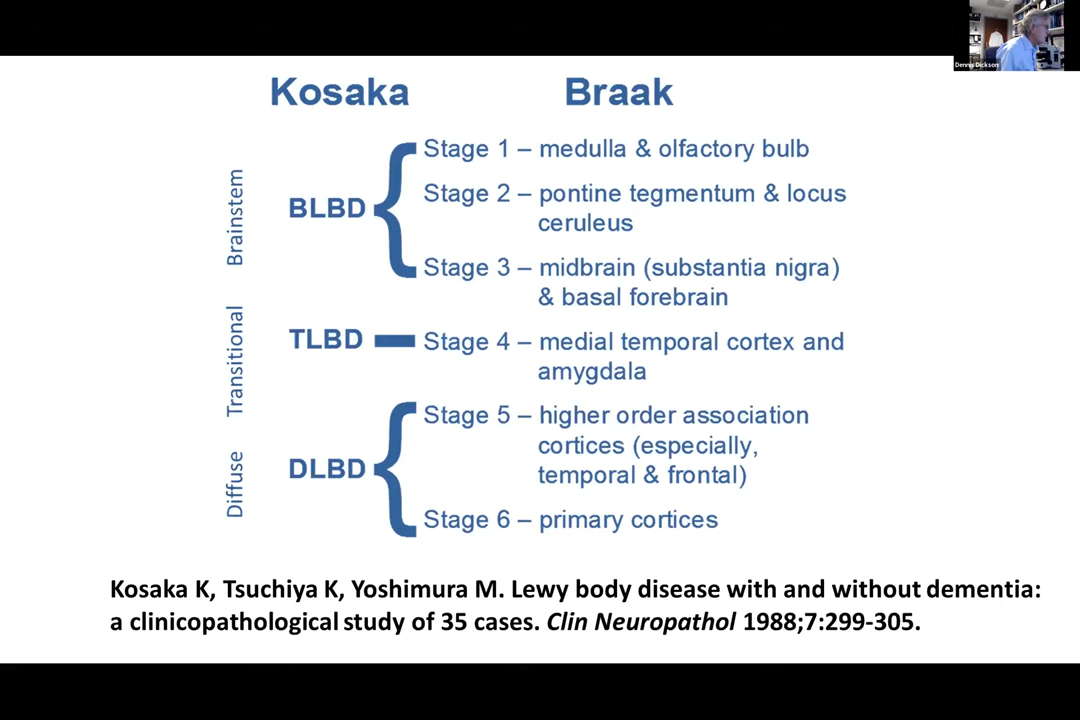 Dennis Dickson
Kosaka Braak
Brainstem
BLBD
Stage 1 – medulla & olfactory bulb
Stage 2 – pontine tegmentum & locus
ceruleus
Stage 3 – midbrain (substantia nigra)
& basal forebrain
Transitional
TLBD
Stage 4 – medial temporal cortex and
amygdala
Diffuse
DLBD
Stage 5 – higher order association
cortices (especially,
temporal & frontal)
Stage 6 – primary cortices
Kosaka K, Tsuchiya K, Yoshimura M. Lewy body disease with and without dementia:
a clinicopathological study of 35 cases. Clin Neuropathol 1988;7:299-305.